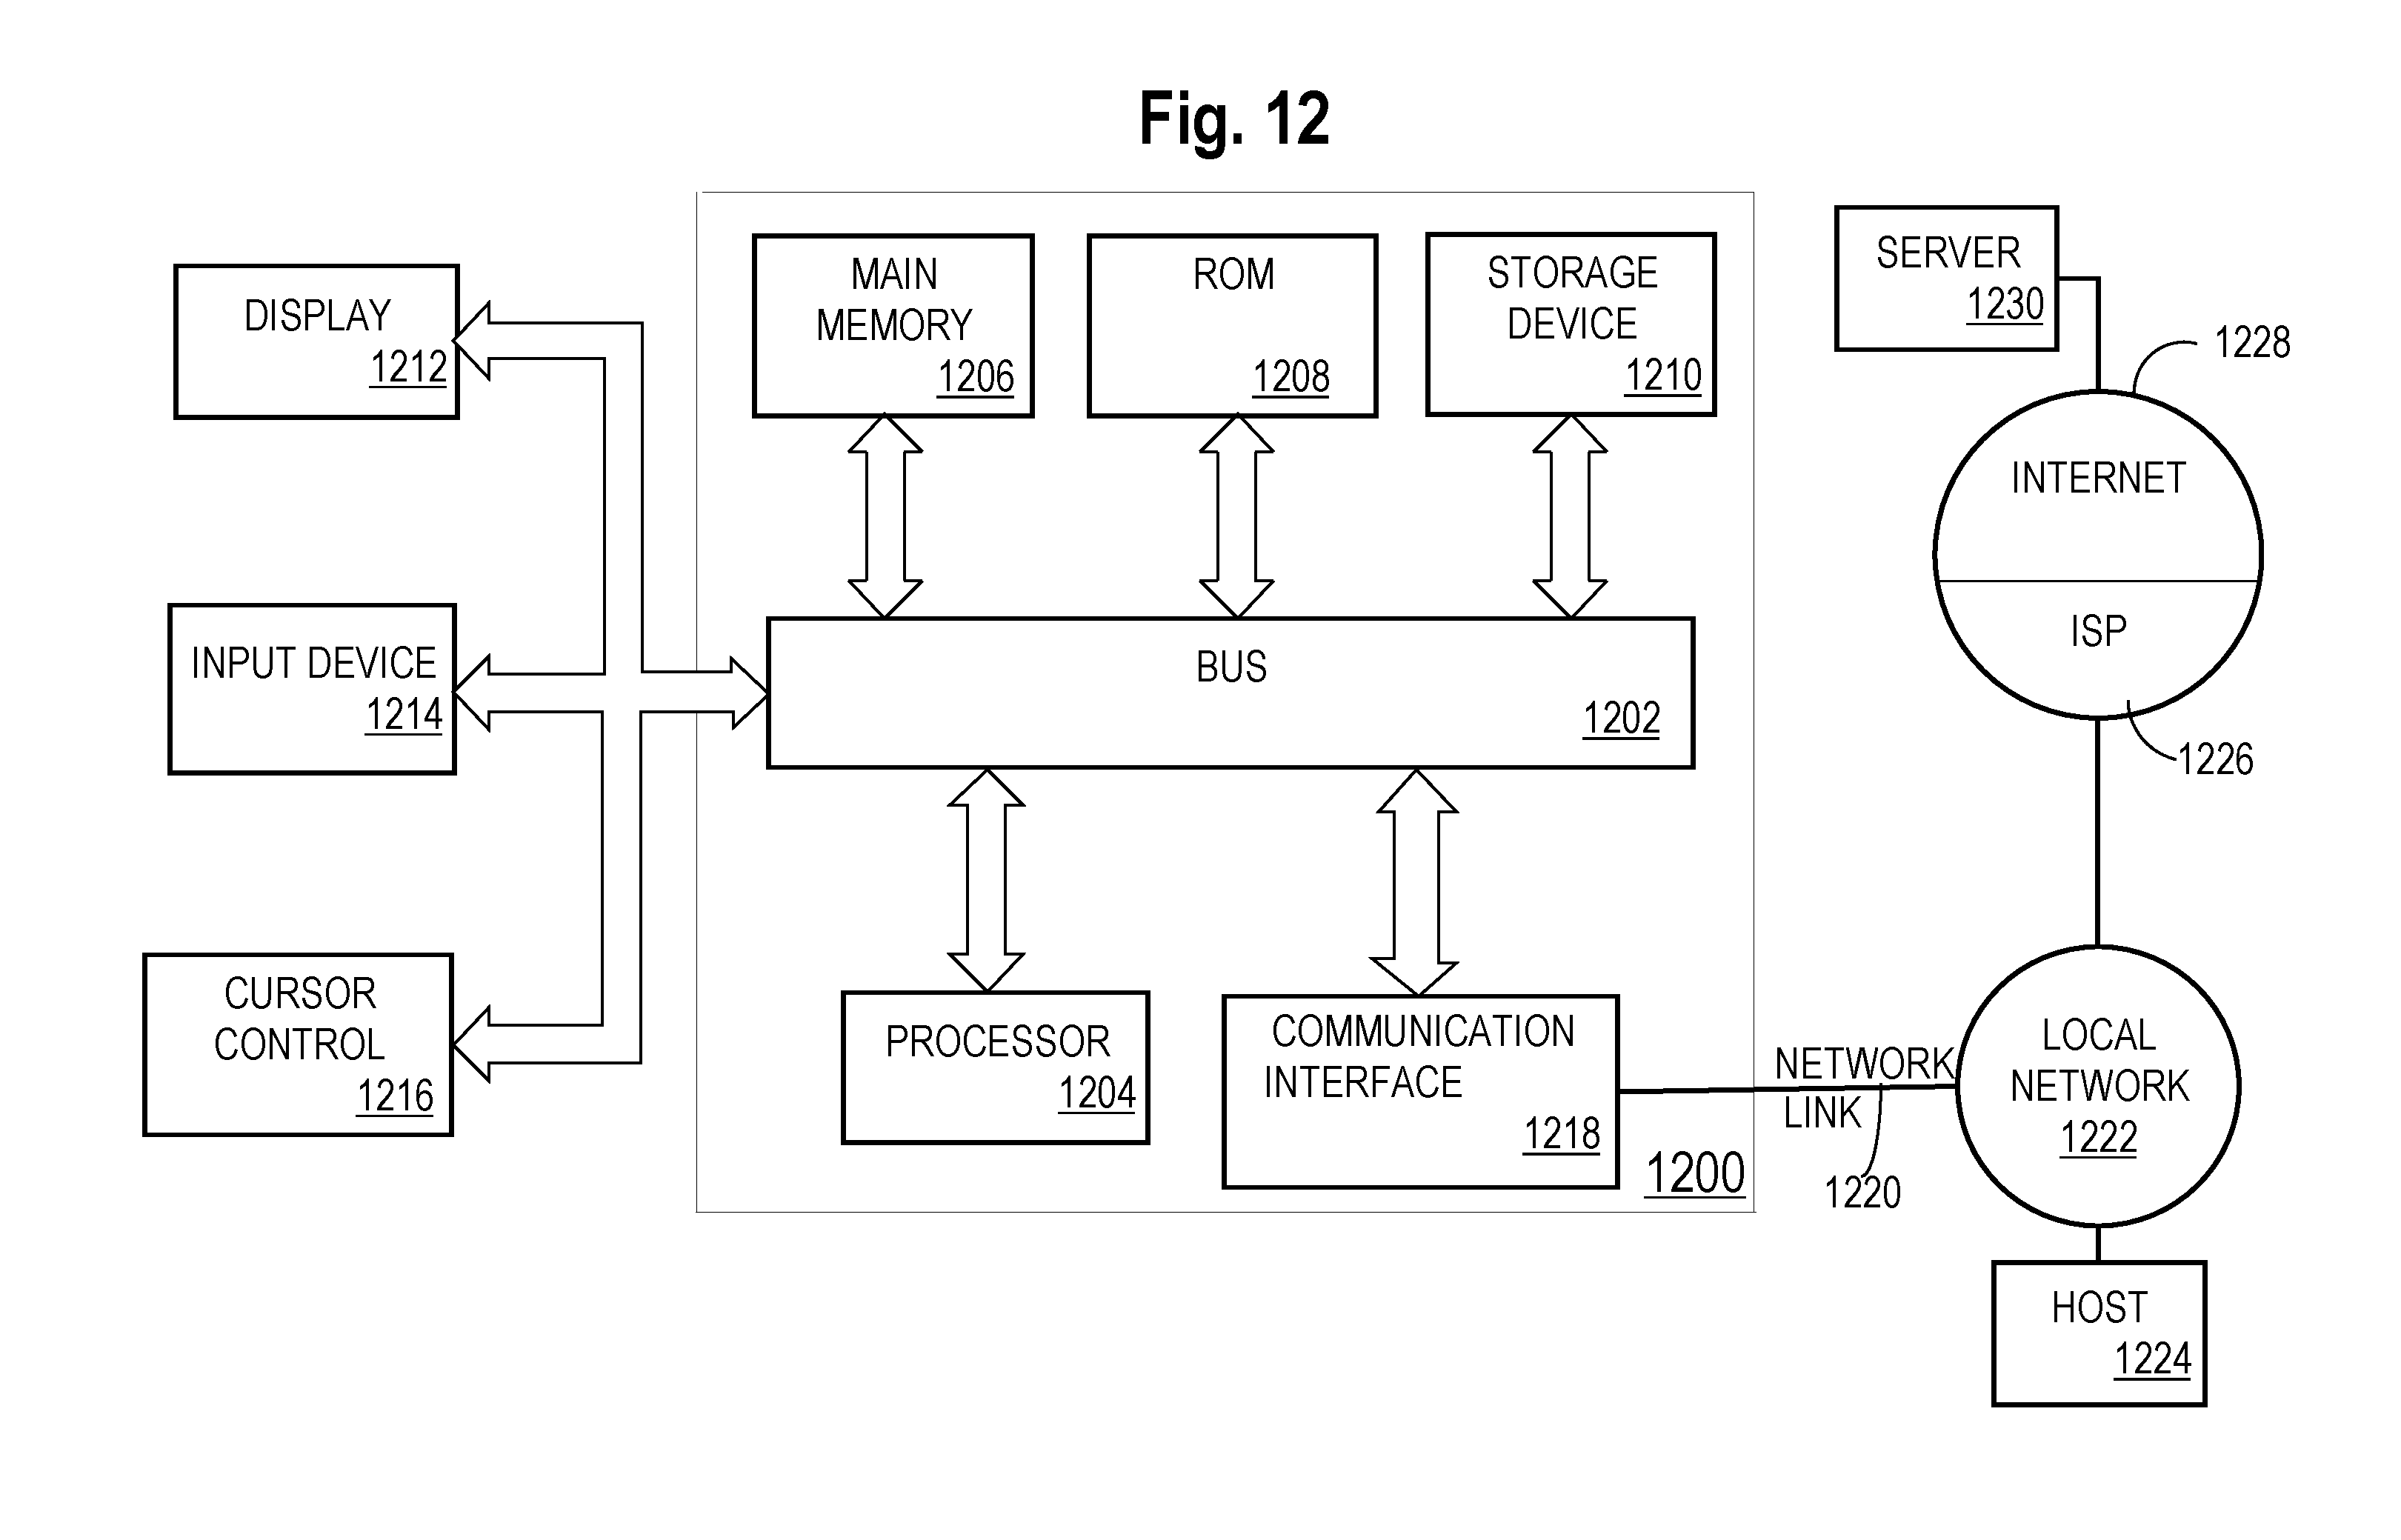 Fig. 12
DISPLAY
1212
INPUT DEVICE
1214
CURSOR
CONTROL
1216
MAIN
MEMORY
1206
ROM
1208
STORAGE
DEVICE
1210
BUS
1202
PROCESSOR
1204
COMMUNICATION
INTERFACE
1218
1200
SERVER
1230
1228
INTERNET
ISP
1226
NETWORK
LINK
1220
LOCAL
NETWORK
1222
HOST
1224